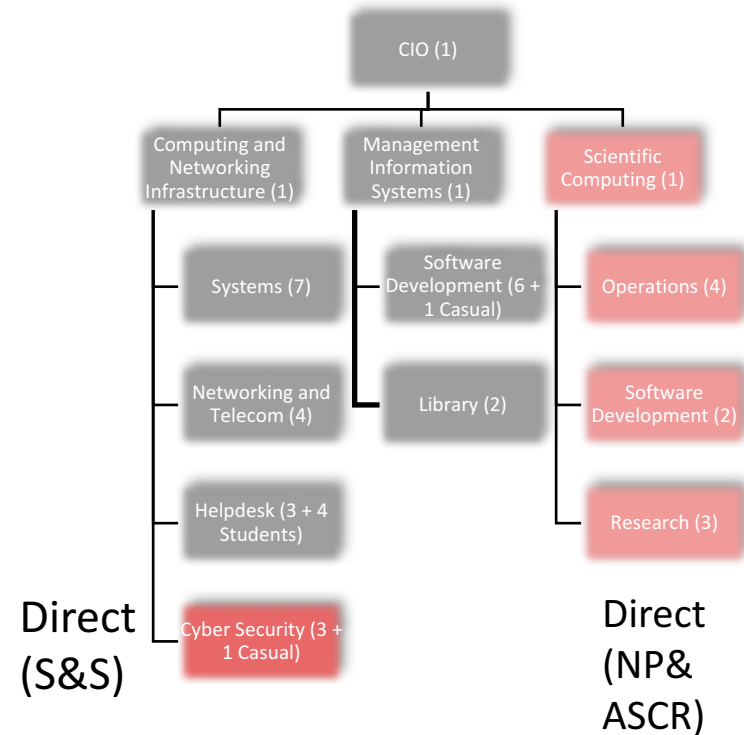 CIO (1)
Computing and
Networking
Infrastructure (1)
Systems (7)
Networking and
Telecom (4)
Helpdesk (3 + 4
Students)
Cyber Security (3 +
1 Casual)
Direct
(S&S)
Management
Information
Systems (1)
Software
Development (6 +
1 Casual)
Library (2)
Scientific
Computing (1)
Operations (4)
Software
Development (2)
Research (3)
Direct
(NP&
ASCR)